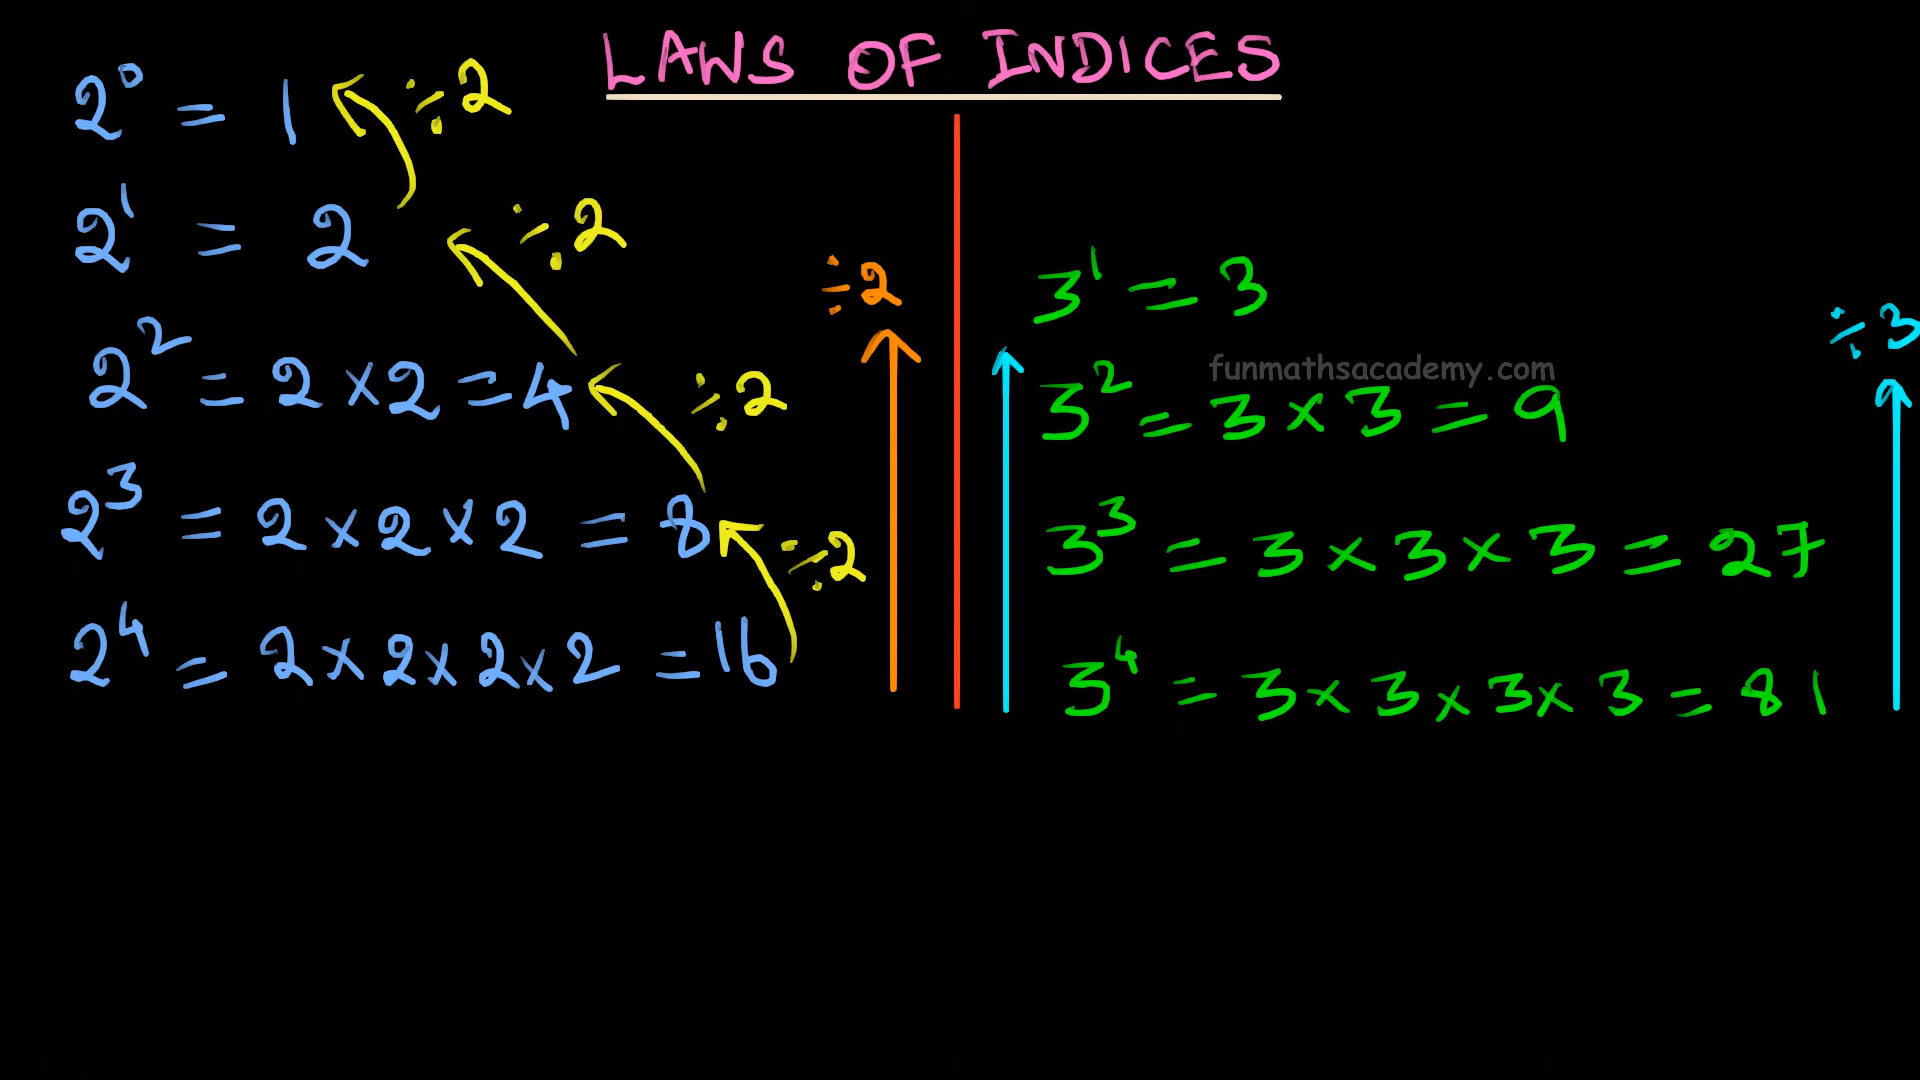 LAWS OF INDICES
2⁰ = 1
÷2
2¹ = 2
÷2
2² = 2 × 2 = 4
÷2
2³ = 2 × 2 × 2 = 8
÷2
2⁴ = 2 × 2 × 2 × 2 = 16
÷2
3¹ = 3
÷3
funmathsacademy.com
3² = 3 × 3 = 9
3³ = 3 × 3 × 3 = 27
3⁴ = 3 × 3 × 3 × 3 = 81